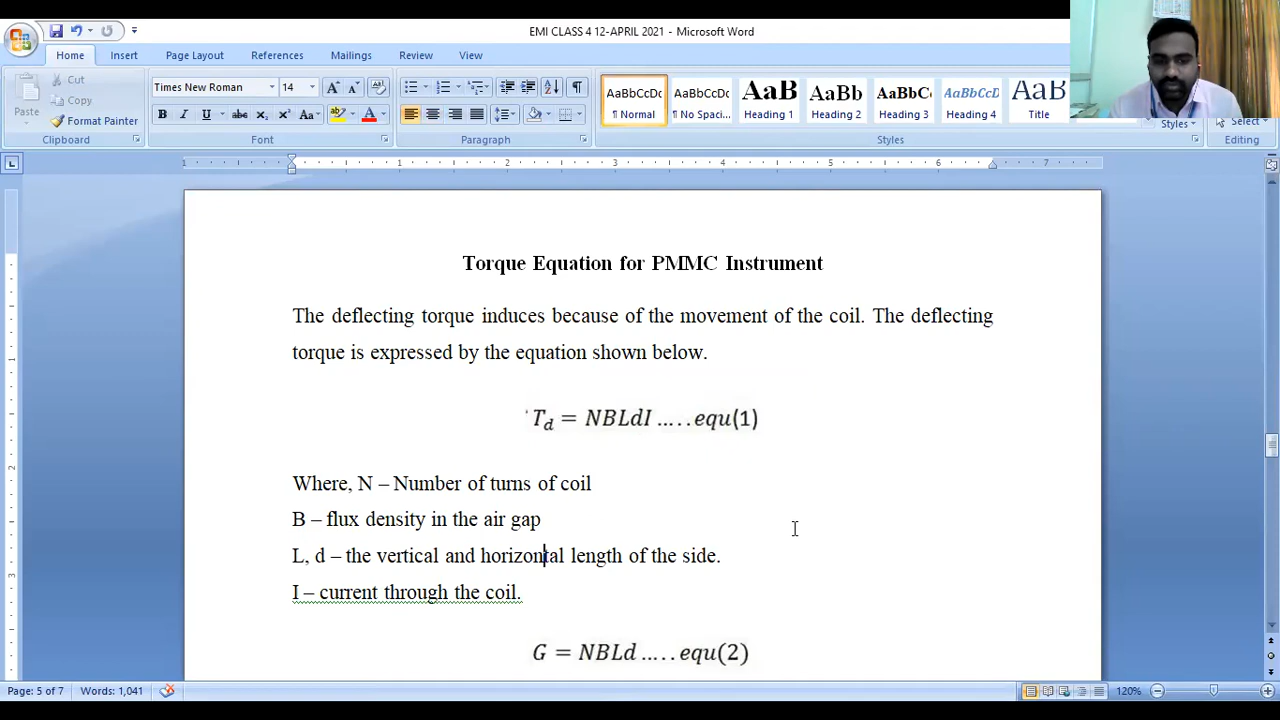 EMI CLASS 4 12-APRIL 2021 - Microsoft Word
Home Insert Page Layout References Mailings Review View
Cut
Copy
Format Painter
Paste
Clipboard
Times New Roman 14
Font
Paragraph
AaBbCcDc AaBbCcDc AaBbC AaBbC AaBbCc AaBbCcD AaBbC
¶ Normal ¶ No Spaci... Heading 1 Heading 2 Heading 3 Heading 4 Title
Styles
Styles
Select
Editing
Torque Equation for PMMC Instrument
The deflecting torque induces because of the movement of the coil. The deflecting
torque is expressed by the equation shown below.
T_d = NBLdI ..... equ(1)
Where, N – Number of turns of coil
B – flux density in the air gap
L, d – the vertical and horizontal length of the side.
I – current through the coil.
G = NBLd ..... equ(2)
Page: 5 of 7 Words: 1,041 120%